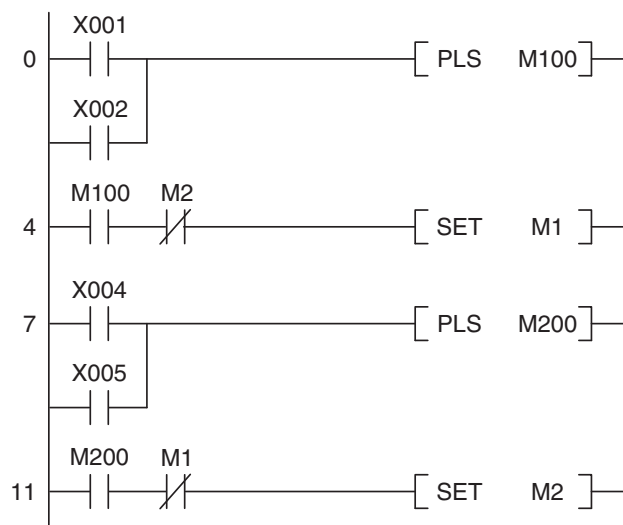 X001
0 PLS M100
X002
M100 M2
4 SET M1
X004
7 PLS M200
X005
M200 M1
11 SET M2